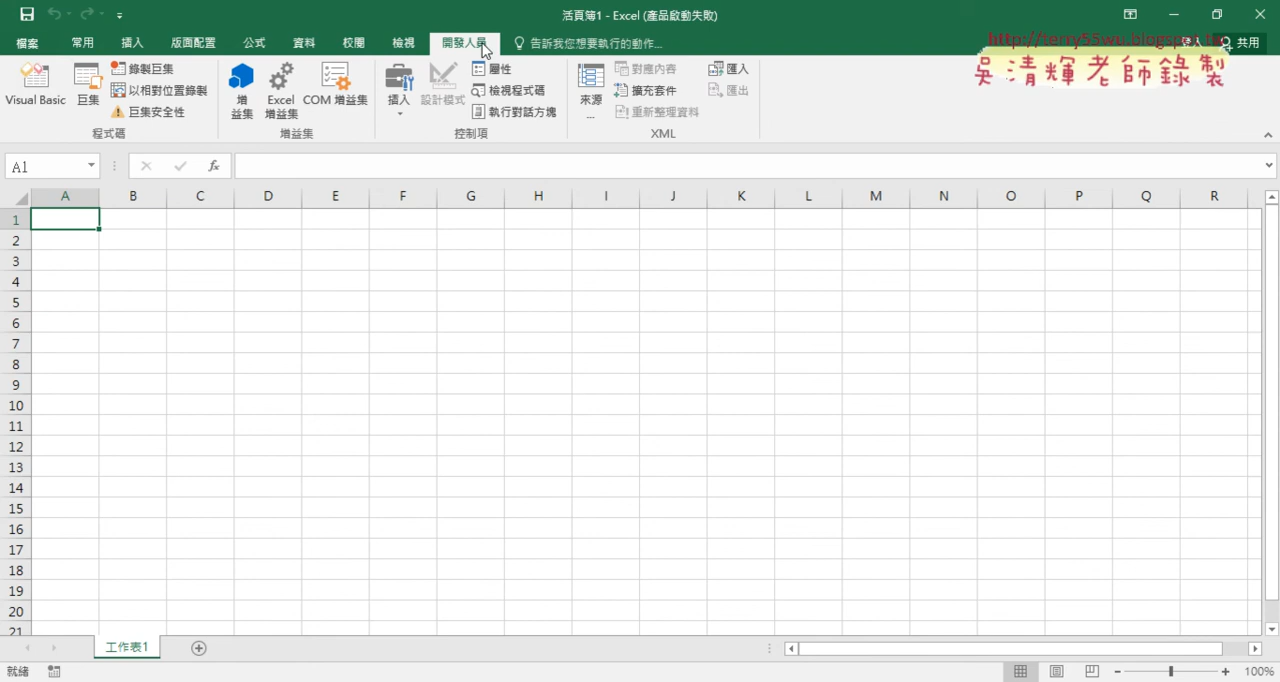 活頁簿1 - Excel (產品啟動失敗)
檔案 常用 插入 版面配置 公式 資料 校閱 檢視 開發人員 告訴我您想要執行的動作... 登入 共用
http://terry55wu.blogspot.tw
吳清輝老師錄製
Visual Basic
巨集
錄製巨集
以相對位置錄製
巨集安全性
程式碼
增益集
Excel 增益集
COM 增益集
增益集
插入
設計模式
屬性
檢視程式碼
執行對話方塊
控制項
來源...
對應內容
擴充套件
重新整理資料
匯入
匯出
XML
A1
fx
A B C D E F G H I J K L M N O P Q R
1
2
3
4
5
6
7
8
9
10
11
12
13
14
15
16
17
18
19
20
21
工作表1
就緒
100%